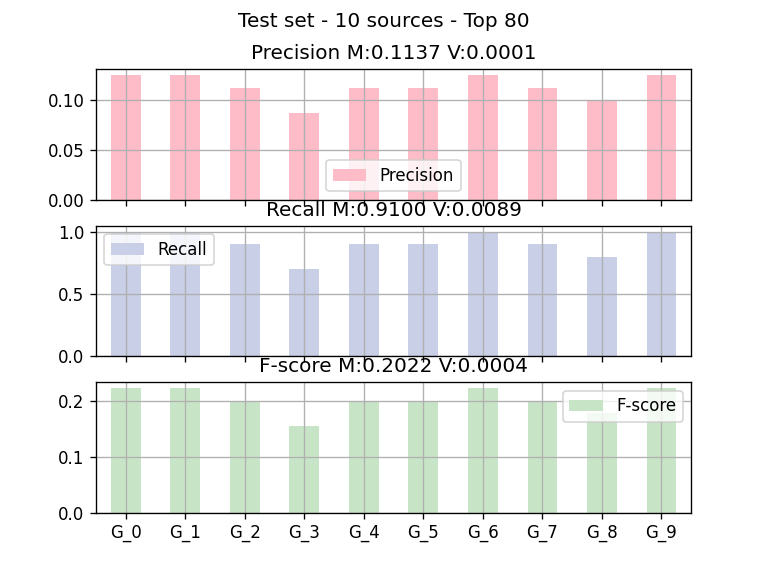 Test set - 10 sources - Top 80
Precision M:0.1137 V:0.0001
0.10
0.05
0.00
Precision
Recall M:0.9100 V:0.0089
1.0
0.5
0.0
Recall
F-score M:0.2022 V:0.0004
0.2
0.1
0.0
F-score
G_0 G_1 G_2 G_3 G_4 G_5 G_6 G_7 G_8 G_9